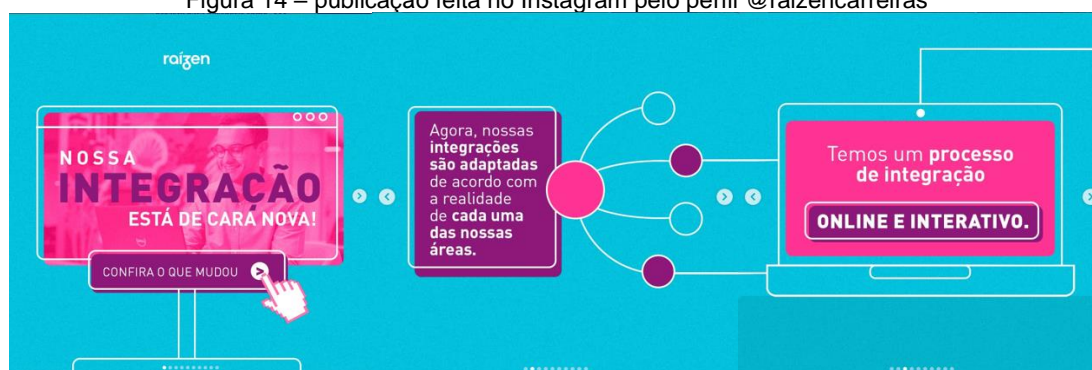 Figura 14 – publicação feita no Instagram pelo perfil @raizencarreiras
raízen
NOSSA
INTEGRAÇÃO
ESTÁ DE CARA NOVA!
CONFIRA O QUE MUDOU
Agora, nossas
integrações
são adaptadas
de acordo com
a realidade
de cada uma
das nossas
áreas.
Temos um processo
de integração
ONLINE E INTERATIVO.